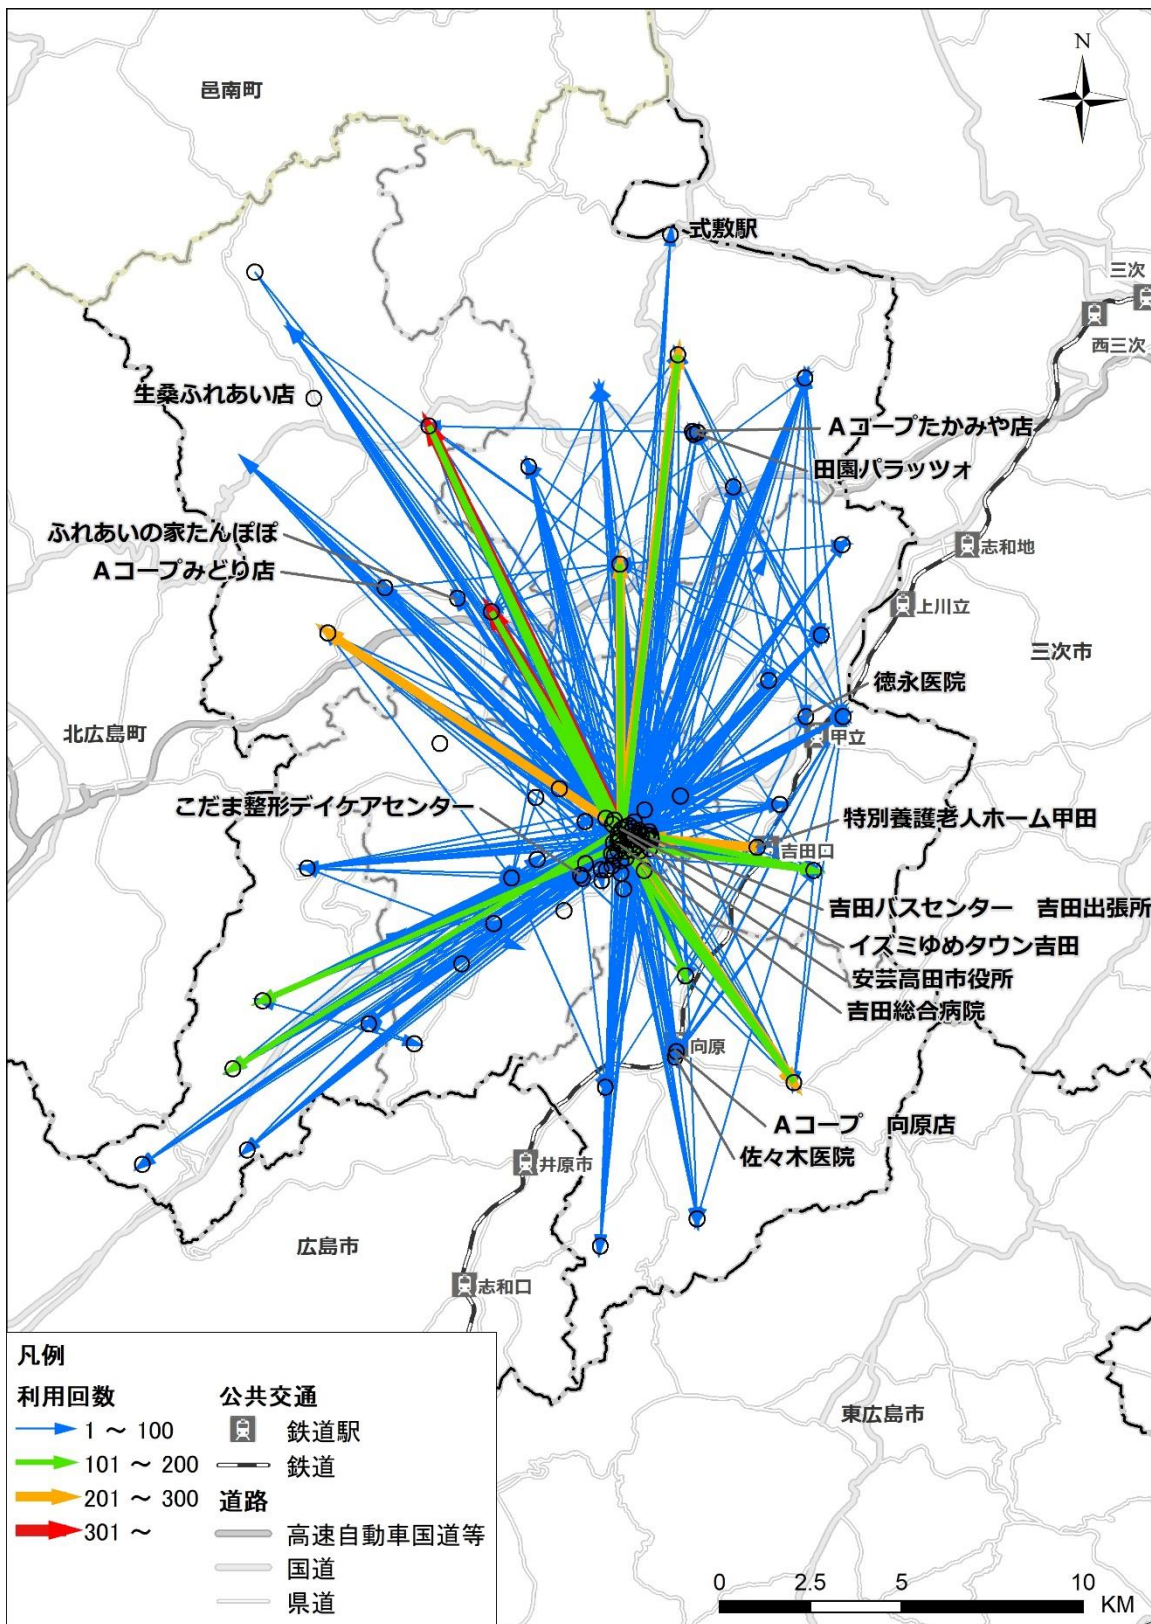 N
邑南町
式敷駅
三次
西三次
生桑ふれあい店
Aコープたかみや店
田園パラッツォ
ふれあいの家たんぽぽ
志和地
Aコープみどり店
上川立
三次市
徳永医院
北広島町
甲立
こだま整形デイケアセンター
特別養護老人ホーム甲田
吉田口
吉田バスセンター 吉田出張所
イズミゆめタウン吉田
安芸高田市役所
吉田総合病院
向原
Aコープ 向原店
佐々木医院
井原市
広島市
志和口
東広島市
凡例
利用回数
1 ～ 100
101 ～ 200
201 ～ 300
301 ～
公共交通
鉄道駅
鉄道
道路
高速自動車国道等
国道
県道
0 2.5 5 10
KM